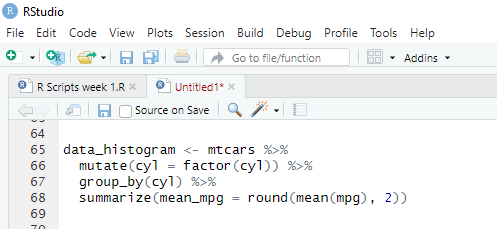 RStudio
File Edit Code View Plots Session Build Debug Profile Tools Help
Go to file/function Addins
R Scripts week 1.R Untitled1*
Source on Save
64
65 data_histogram <- mtcars %>%
66 mutate(cyl = factor(cyl)) %>%
67 group_by(cyl) %>%
68 summarize(mean_mpg = round(mean(mpg), 2))
69